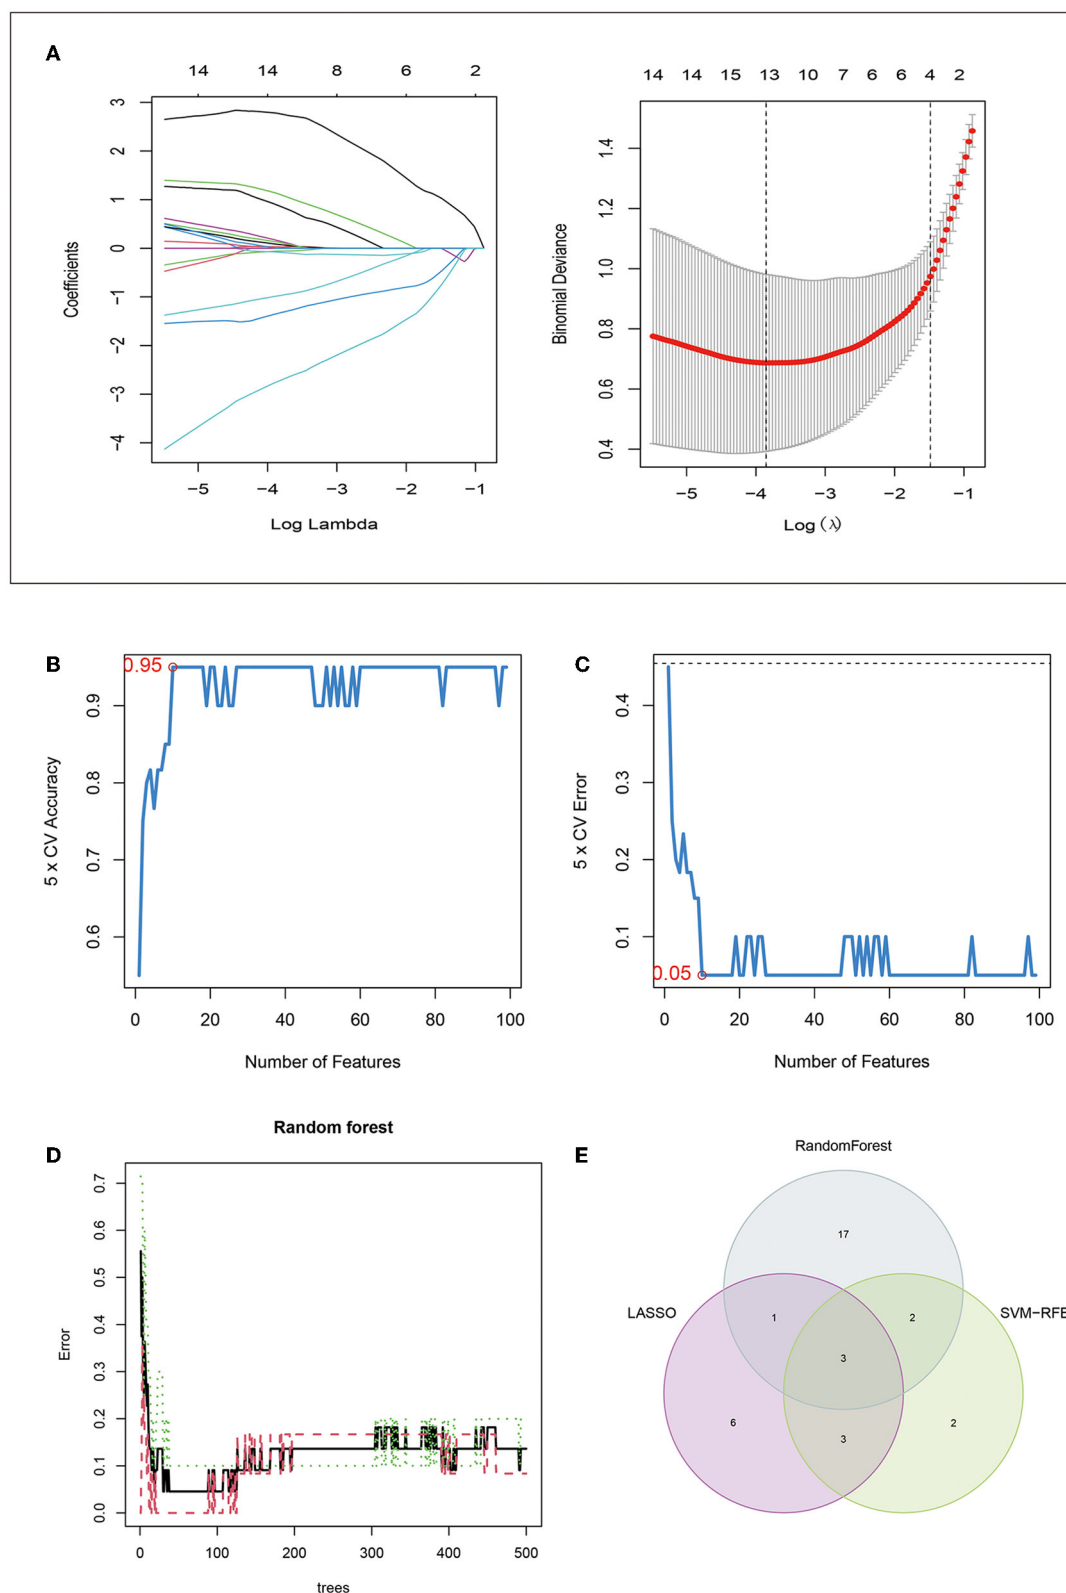 A
14 14 8 6 2
3
2
1
0
−1
−2
−3
−4
Coefficients
−5 −4 −3 −2 −1
Log Lambda
14 14 15 13 10 7 6 6 4 2
1.4
1.2
1.0
0.8
0.6
0.4
Binomial Deviance
−5 −4 −3 −2 −1
Log (λ)
B
0.95
0.9
0.8
0.7
0.6
5 x CV Accuracy
0 20 40 60 80 100
Number of Features
C
0.4
0.3
0.2
0.1
0.05
5 x CV Error
0 20 40 60 80 100
Number of Features
D
Random forest
0.7
0.6
0.5
0.4
0.3
0.2
0.1
0.0
Error
0 100 200 300 400 500
trees
E
RandomForest
17
LASSO
SVM−RFE
1
2
3
6
2
3